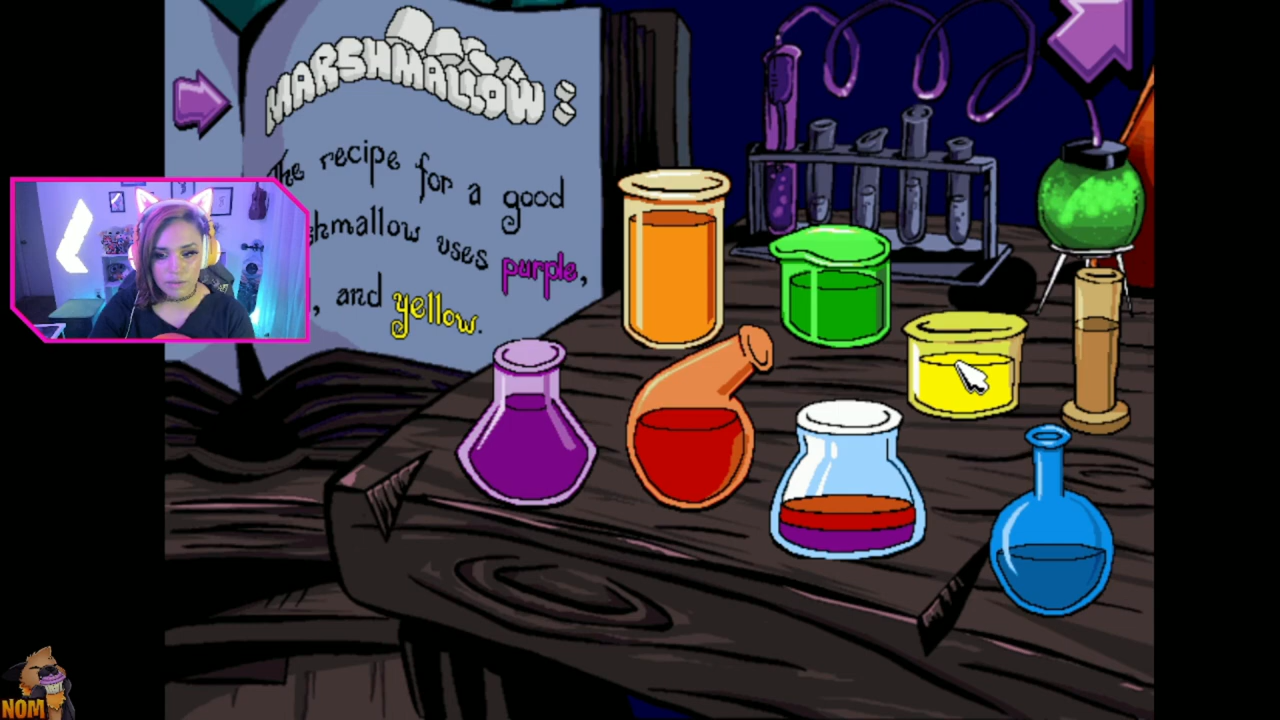 MARSHMALLOW:
The recipe for a good
shmallow uses purple,
, and yellow.
NOM